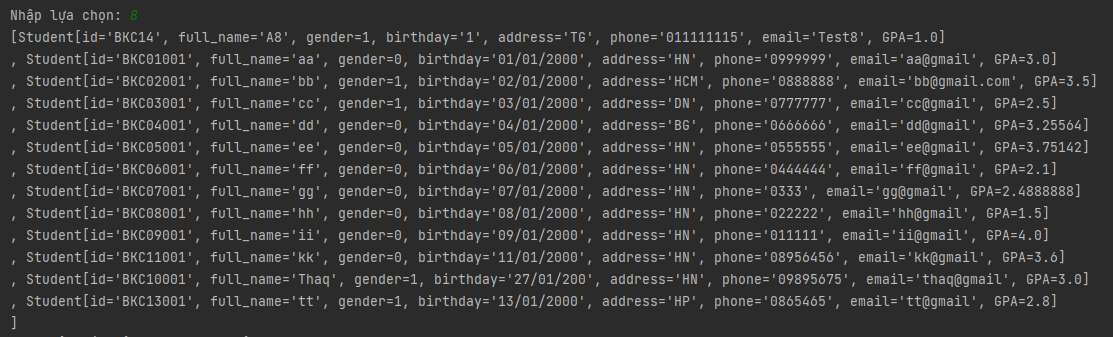 Nhập lựa chọn: 8
[Student[id='BKC14', full_name='A8', gender=1, birthday='1', address='TG', phone='011111115', email='Test8', GPA=1.0]
, Student[id='BKC01001', full_name='aa', gender=0, birthday='01/01/2000', address='HN', phone='0999999', email='aa@gmail', GPA=3.0]
, Student[id='BKC02001', full_name='bb', gender=1, birthday='02/01/2000', address='HCM', phone='0888888', email='bb@gmail.com', GPA=3.5]
, Student[id='BKC03001', full_name='cc', gender=1, birthday='03/01/2000', address='DN', phone='0777777', email='cc@gmail', GPA=2.5]
, Student[id='BKC04001', full_name='dd', gender=0, birthday='04/01/2000', address='BG', phone='0666666', email='dd@gmail', GPA=3.25564]
, Student[id='BKC05001', full_name='ee', gender=0, birthday='05/01/2000', address='HN', phone='0555555', email='ee@gmail', GPA=3.75142]
, Student[id='BKC06001', full_name='ff', gender=0, birthday='06/01/2000', address='HN', phone='0444444', email='ff@gmail', GPA=2.1]
, Student[id='BKC07001', full_name='gg', gender=0, birthday='07/01/2000', address='HN', phone='0333', email='gg@gmail', GPA=2.4888888]
, Student[id='BKC08001', full_name='hh', gender=0, birthday='08/01/2000', address='HN', phone='022222', email='hh@gmail', GPA=1.5]
, Student[id='BKC09001', full_name='ii', gender=0, birthday='09/01/2000', address='HN', phone='011111', email='ii@gmail', GPA=4.0]
, Student[id='BKC11001', full_name='kk', gender=0, birthday='11/01/2000', address='HN', phone='08956456', email='kk@gmail', GPA=3.6]
, Student[id='BKC10001', full_name='Thaq', gender=1, birthday='27/01/200', address='HN', phone='09895675', email='thaq@gmail', GPA=3.0]
, Student[id='BKC13001', full_name='tt', gender=1, birthday='13/01/2000', address='HP', phone='0865465', email='tt@gmail', GPA=2.8]
]